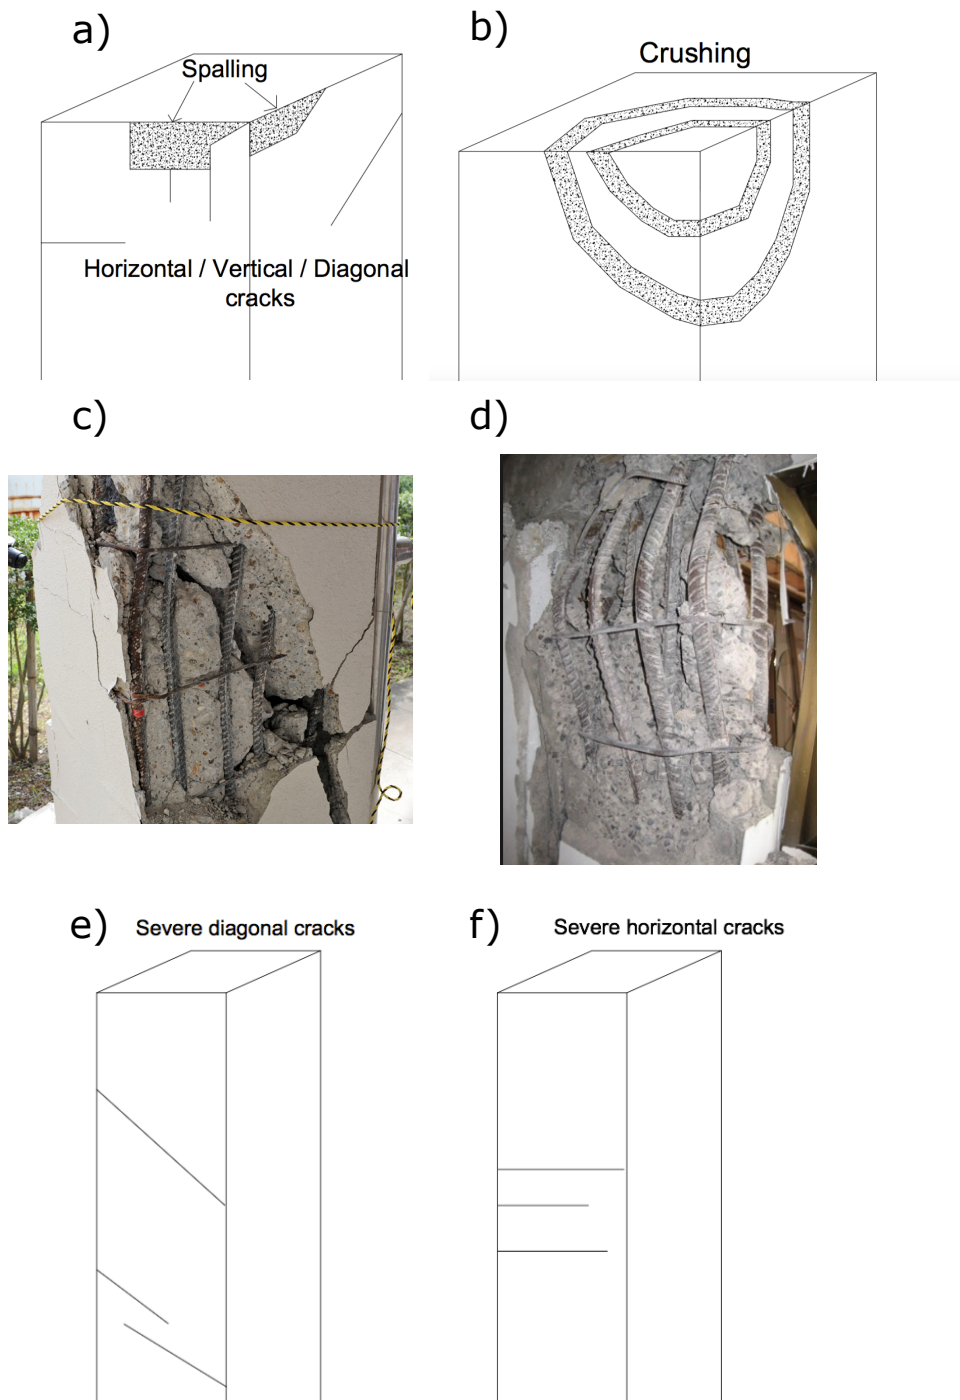 a)
b)
Spalling
Crushing
Horizontal / Vertical / Diagonal
cracks
c)
d)
e)
Severe diagonal cracks
f)
Severe horizontal cracks